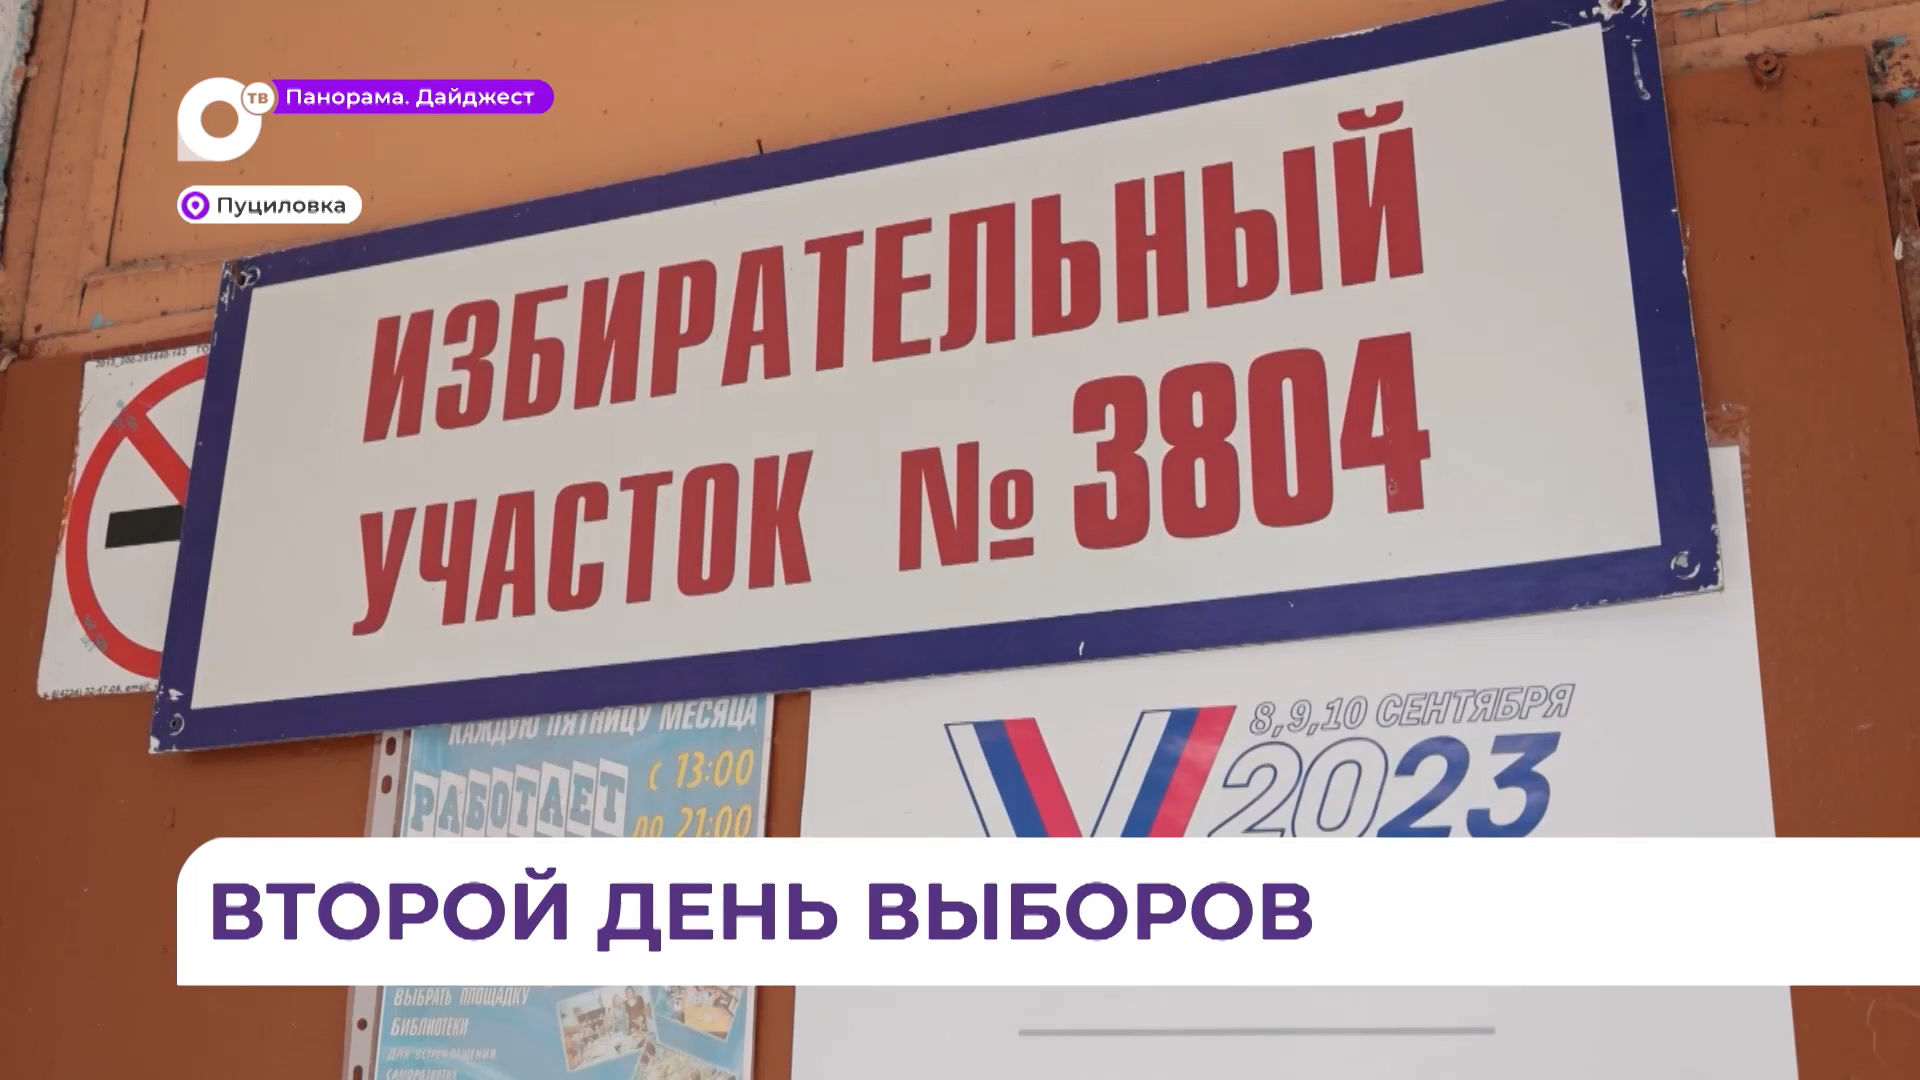 ТВ
Панорама. Дайджест
Пуциловка
ИЗБИРАТЕЛЬНЫЙ
УЧАСТОК № 3804
КАЖДУЮ ПЯТНИЦУ МЕСЯЦА
РАБОТАЕТ
с 13:00
до 21:00
8,9,10 СЕНТЯБРЯ
2023
ВТОРОЙ ДЕНЬ ВЫБОРОВ
ВЫБРАТЬ ПЛОЩАДКУ
БИБЛИОТЕКИ